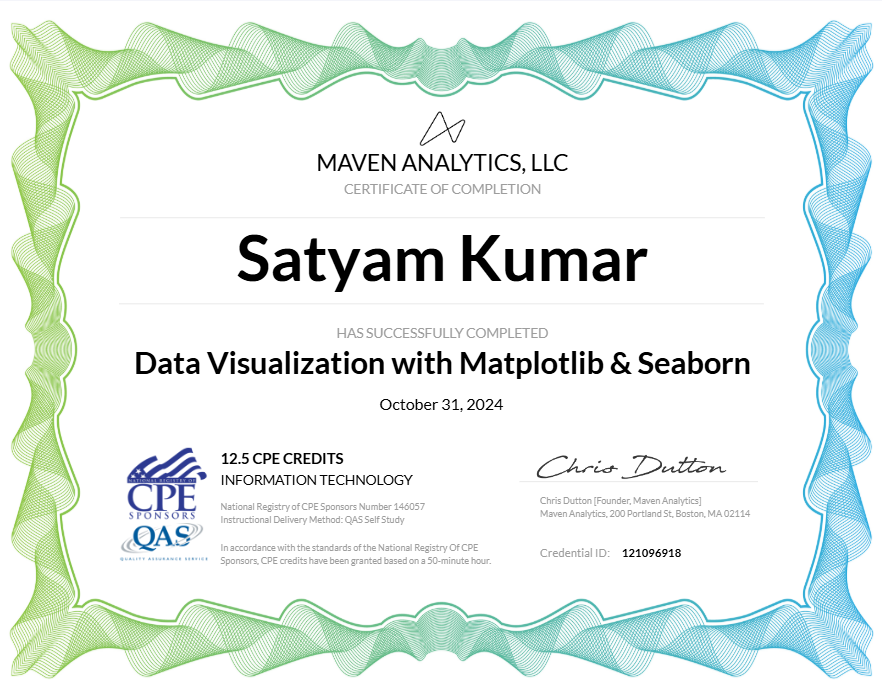 MAVEN ANALYTICS, LLC
CERTIFICATE OF COMPLETION
Satyam Kumar
HAS SUCCESSFULLY COMPLETED
Data Visualization with Matplotlib & Seaborn
October 31, 2024
NATIONAL REGISTRY OF
CPE
SPONSORS
QAS
QUALITY ASSURANCE SERVICE
12.5 CPE CREDITS
INFORMATION TECHNOLOGY
National Registry of CPE Sponsors Number 146057
Instructional Delivery Method: QAS Self Study
In accordance with the standards of the National Registry Of CPE
Sponsors, CPE credits have been granted based on a 50-minute hour.
Chris Dutton
Chris Dutton [Founder, Maven Analytics]
Maven Analytics, 200 Portland St, Boston, MA 02114
Credential ID: 121096918